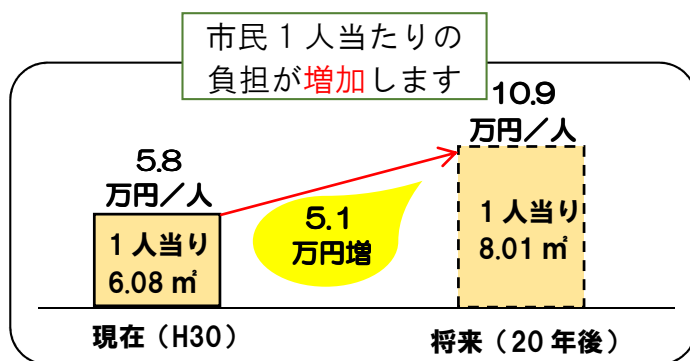 市民１人当たりの
負担が増加します
10.9
万円／人
5.8
万円／人
１人当り
6.08 ㎡
5.1
万円増
１人当り
8.01 ㎡
現在（H30）
将来（20 年後）